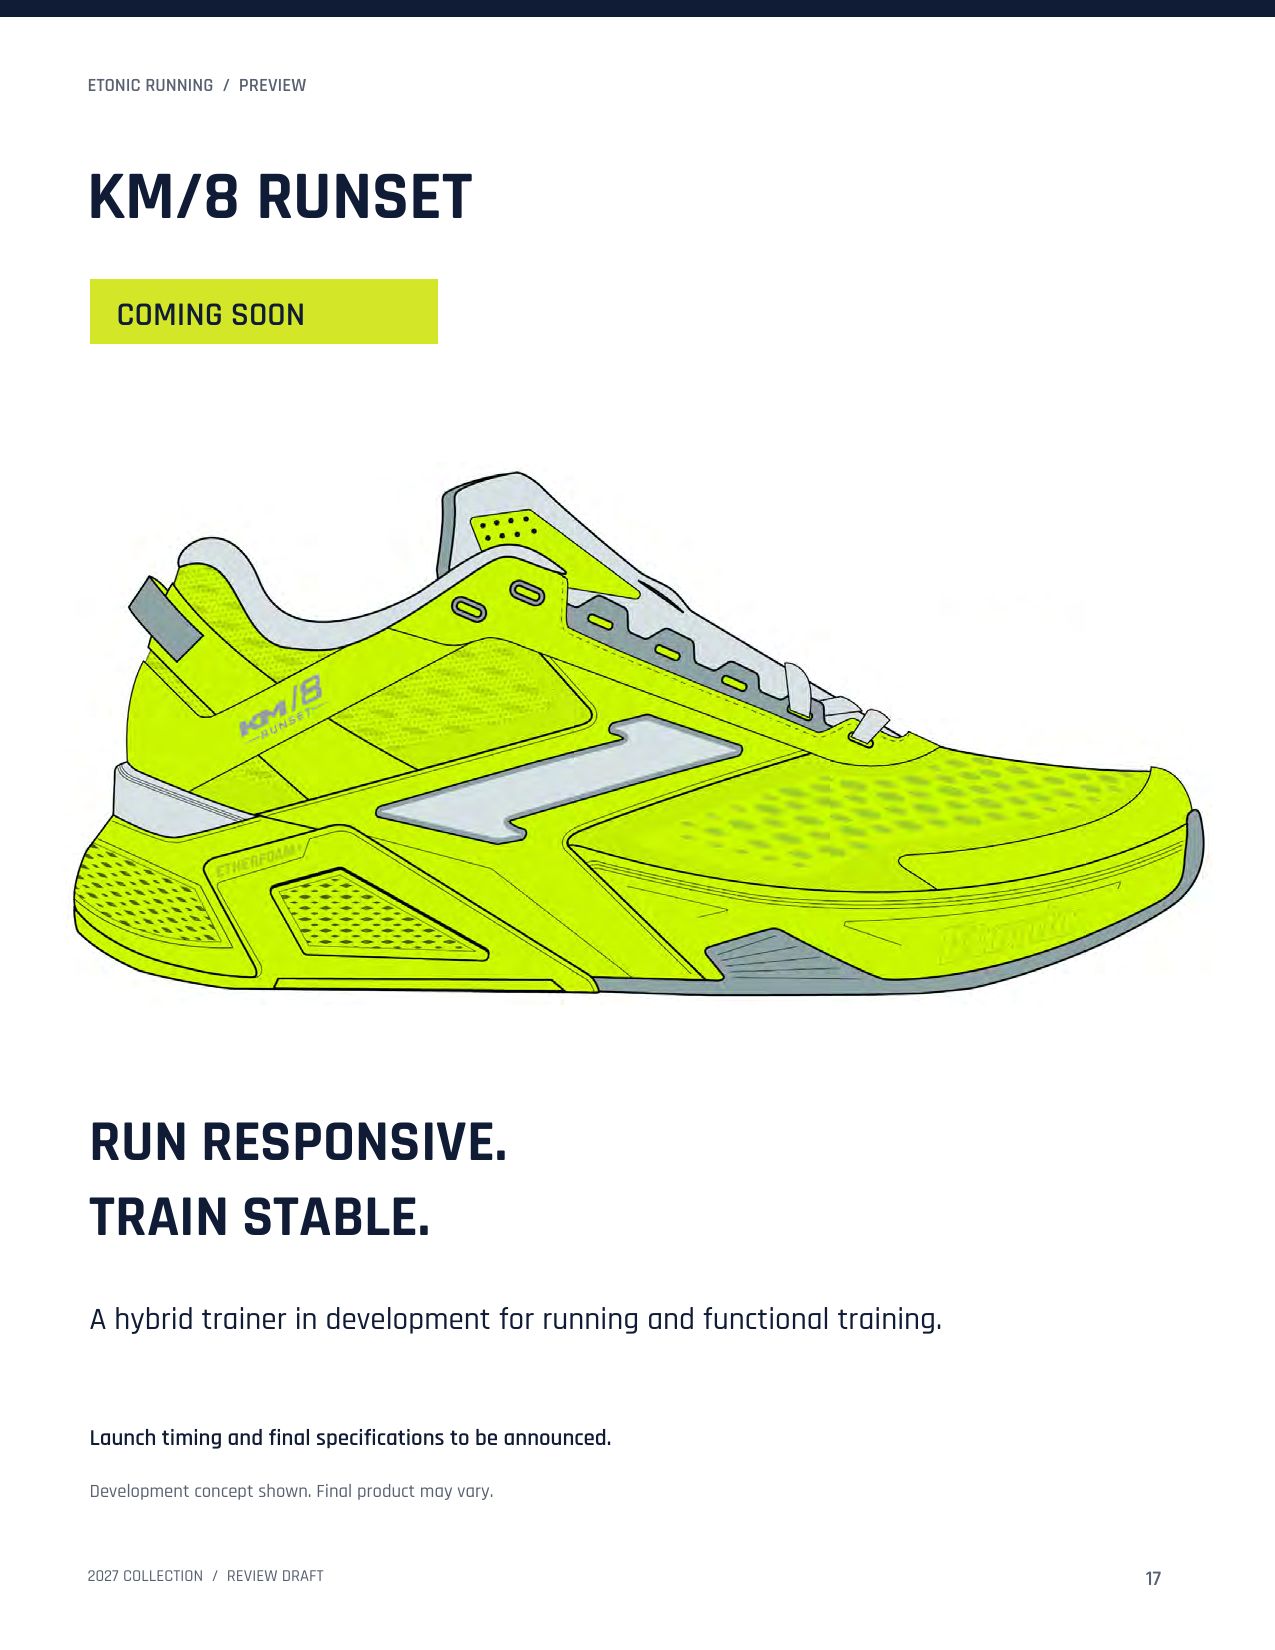 ETONIC RUNNING / PREVIEW
KM/8 RUNSET
COMING SOON
KM/8
RUNSET
ETHERFOAM+
RUN RESPONSIVE.
TRAIN STABLE.
A hybrid trainer in development for running and functional training.
Launch timing and final specifications to be announced.
Development concept shown. Final product may vary.
2027 COLLECTION / REVIEW DRAFT
17